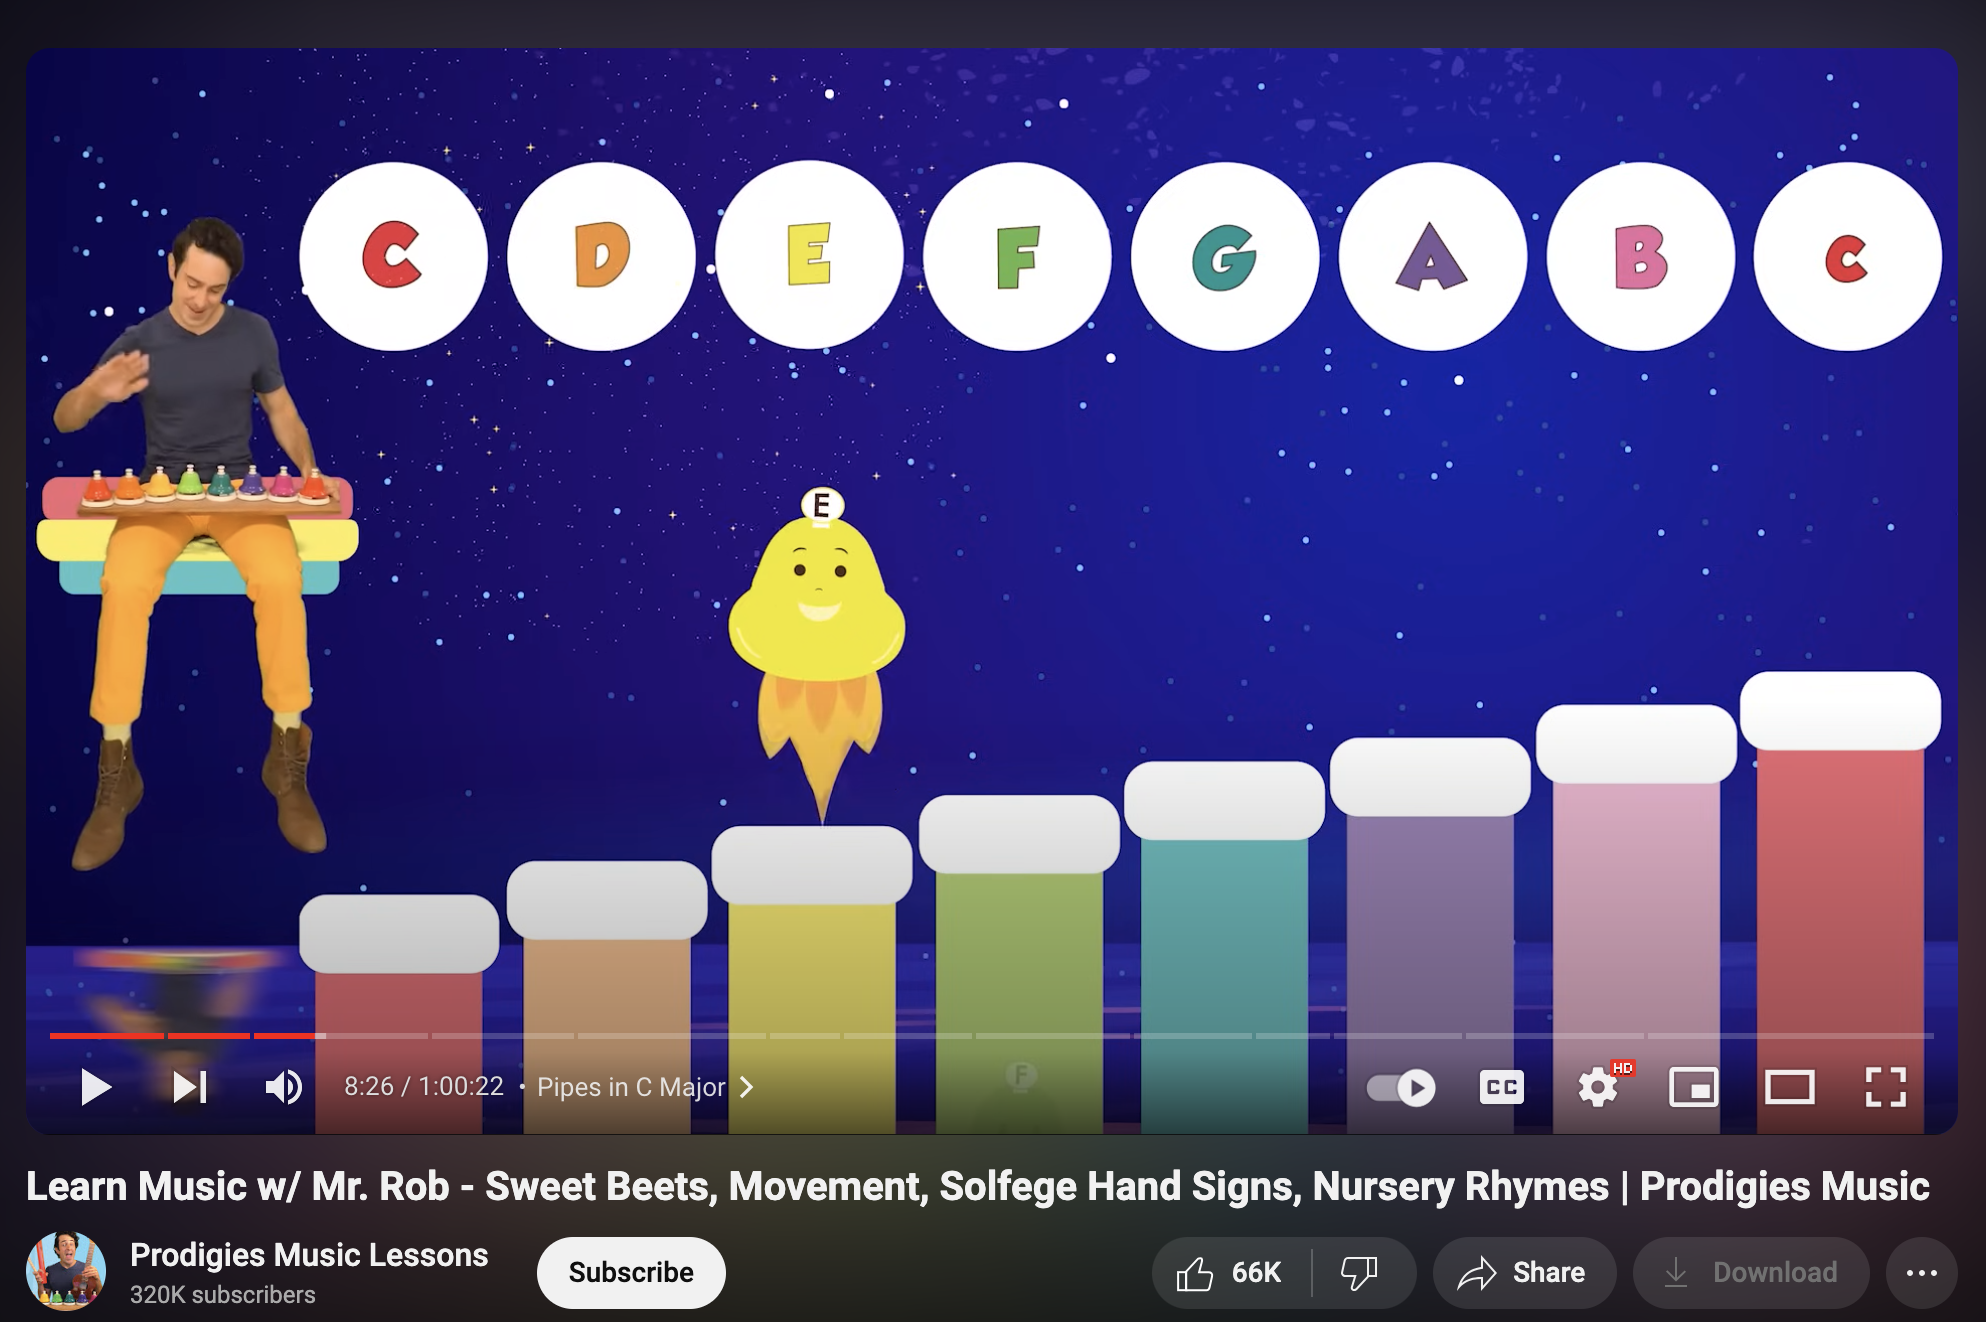 C D E F G A B C
E
F
8:26 / 1:00:22 • Pipes in C Major
CC
HD
Learn Music w/ Mr. Rob - Sweet Beets, Movement, Solfege Hand Signs, Nursery Rhymes | Prodigies Music
Prodigies Music Lessons
320K subscribers
Subscribe
66K
Share
Download